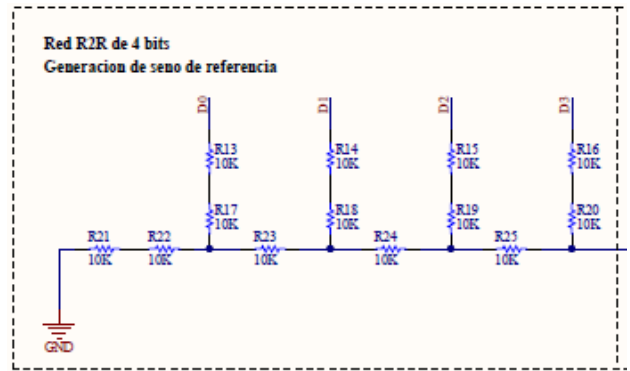 Red R2R de 4 bits
Generacion de seno de referencia
D0
D1
D2
D3
R13
10K
R14
10K
R15
10K
R16
10K
R17
10K
R18
10K
R19
10K
R20
10K
R21
10K
R22
10K
R23
10K
R24
10K
R25
10K
GND